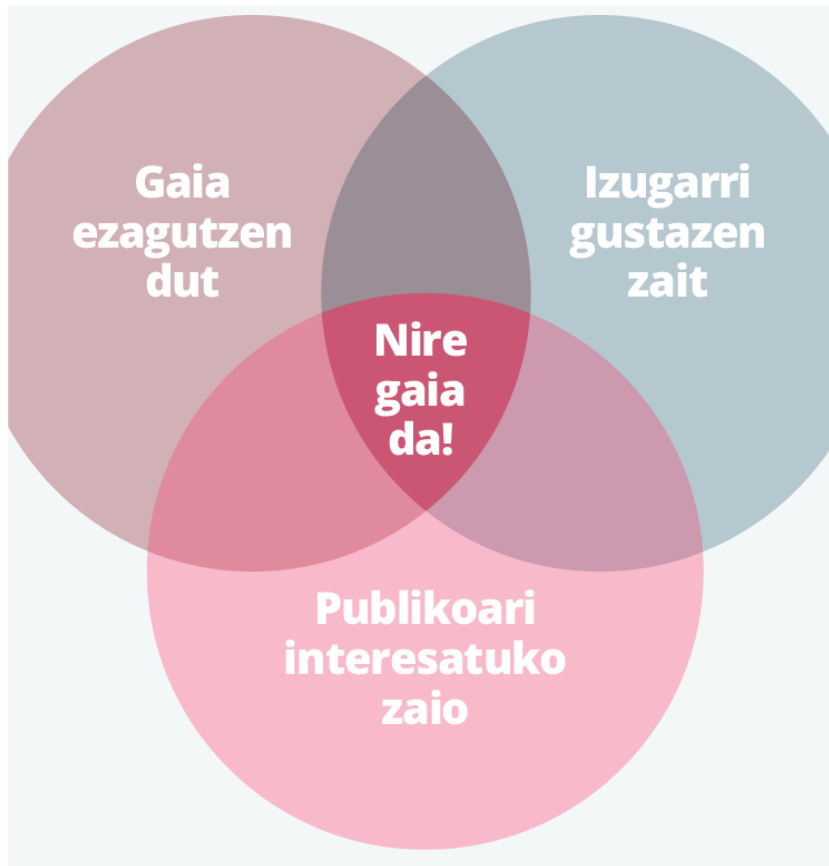 Gaia
ezagutzen
dut
Izugarri
gustazen
zait
Nire
gaia
da!
Publikoari
interesatuko
zaio